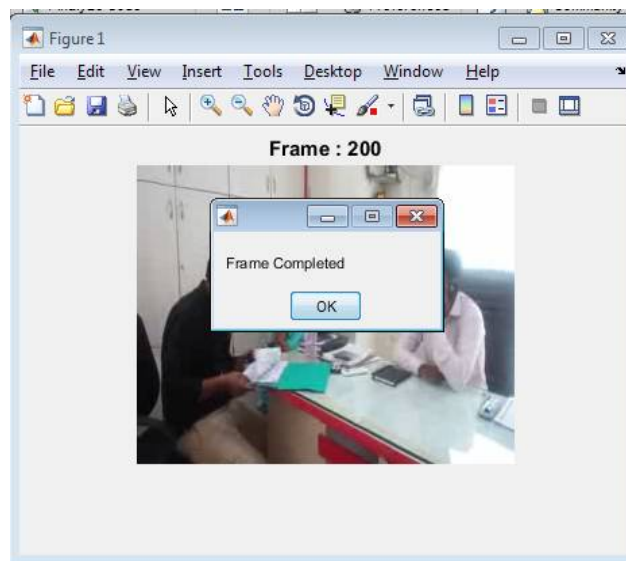 Figure 1
File Edit View Insert Tools Desktop Window Help
Frame : 200
Frame Completed
OK